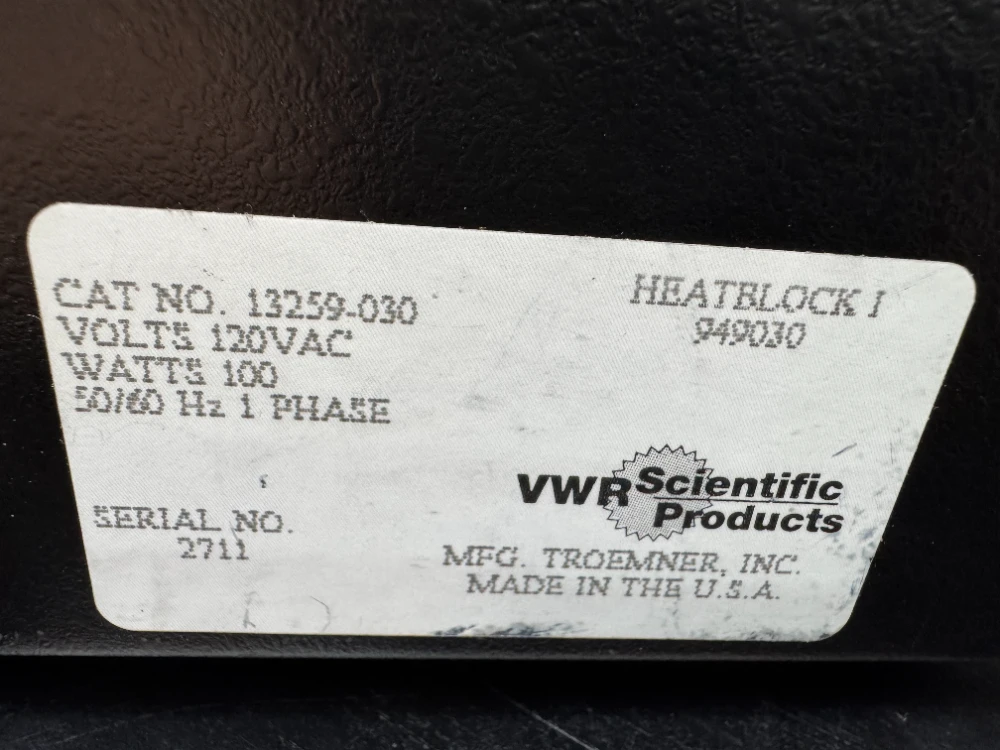 CAT NO. 13259-030
VOLTS 120VAC
WATTS 100
50/60 Hz 1 PHASE
HEATBLOCK I
949030
SERIAL NO.
2711
VWR Scientific
Products
MFG. TROEMNER, INC.
MADE IN THE U.S.A.